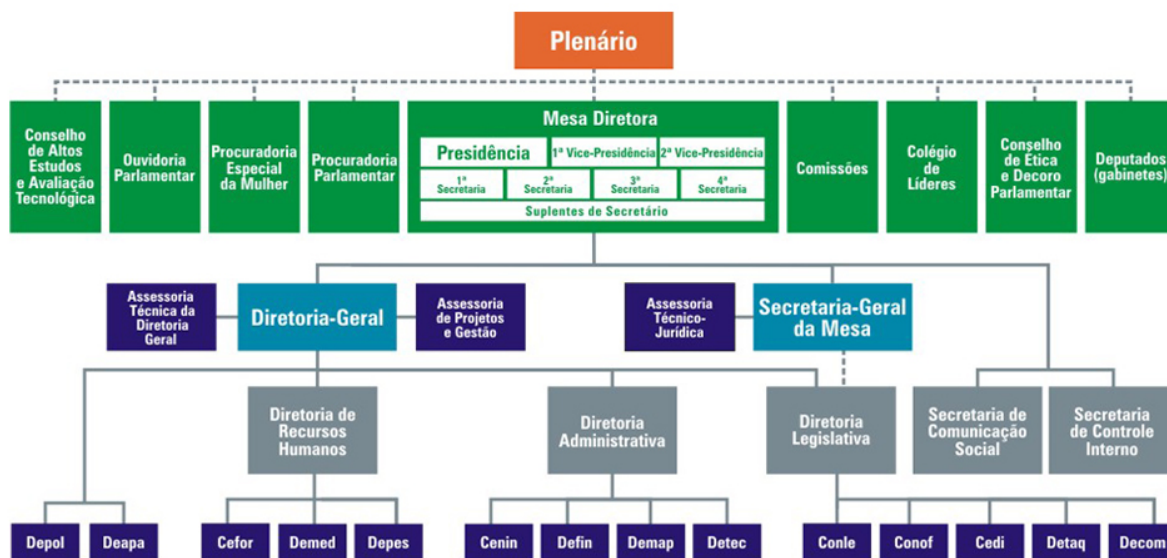 Plenário
Conselho
de Altos
Estudos
e Avaliação
Tecnológica
Ouvidoria
Parlamentar
Procuradoria
Especial
da Mulher
Procuradoria
Parlamentar
Mesa Diretora
Presidência
1ª Vice-Presidência
2ª Vice-Presidência
1ª
Secretaria
2ª
Secretaria
3ª
Secretaria
4ª
Secretaria
Suplentes de Secretário
Comissões
Colégio
de
Líderes
Conselho
de Ética
e Decoro
Parlamentar
Deputados
(gabinetes)
Assessoria
Técnica da
Diretoria
Geral
Diretoria-Geral
Assessoria
de Projetos
e Gestão
Assessoria
Técnico-
Jurídica
Secretaria-Geral
da Mesa
Diretoria de
Recursos
Humanos
Diretoria
Administrativa
Diretoria
Legislativa
Secretaria de
Comunicação
Social
Secretaria
de Controle
Interno
Depol
Deapa
Cefor
Demed
Depes
Cenin
Defin
Demap
Detec
Conle
Conof
Cedi
Detaq
Decom